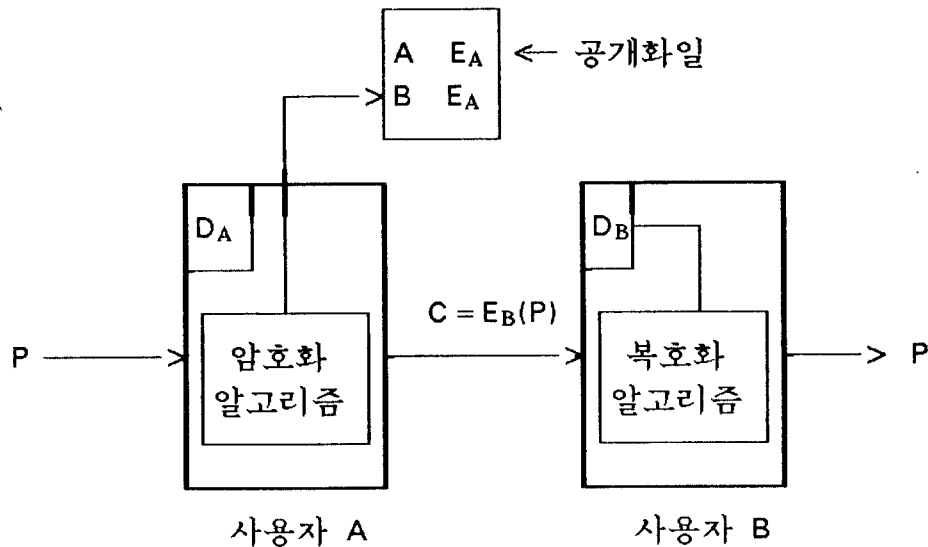 A E_A ← 공개화일
B E_A
D_A
D_B
C = E_B(P)
P
암호화
알고리즘
복호화
알고리즘
P
사용자 A
사용자 B